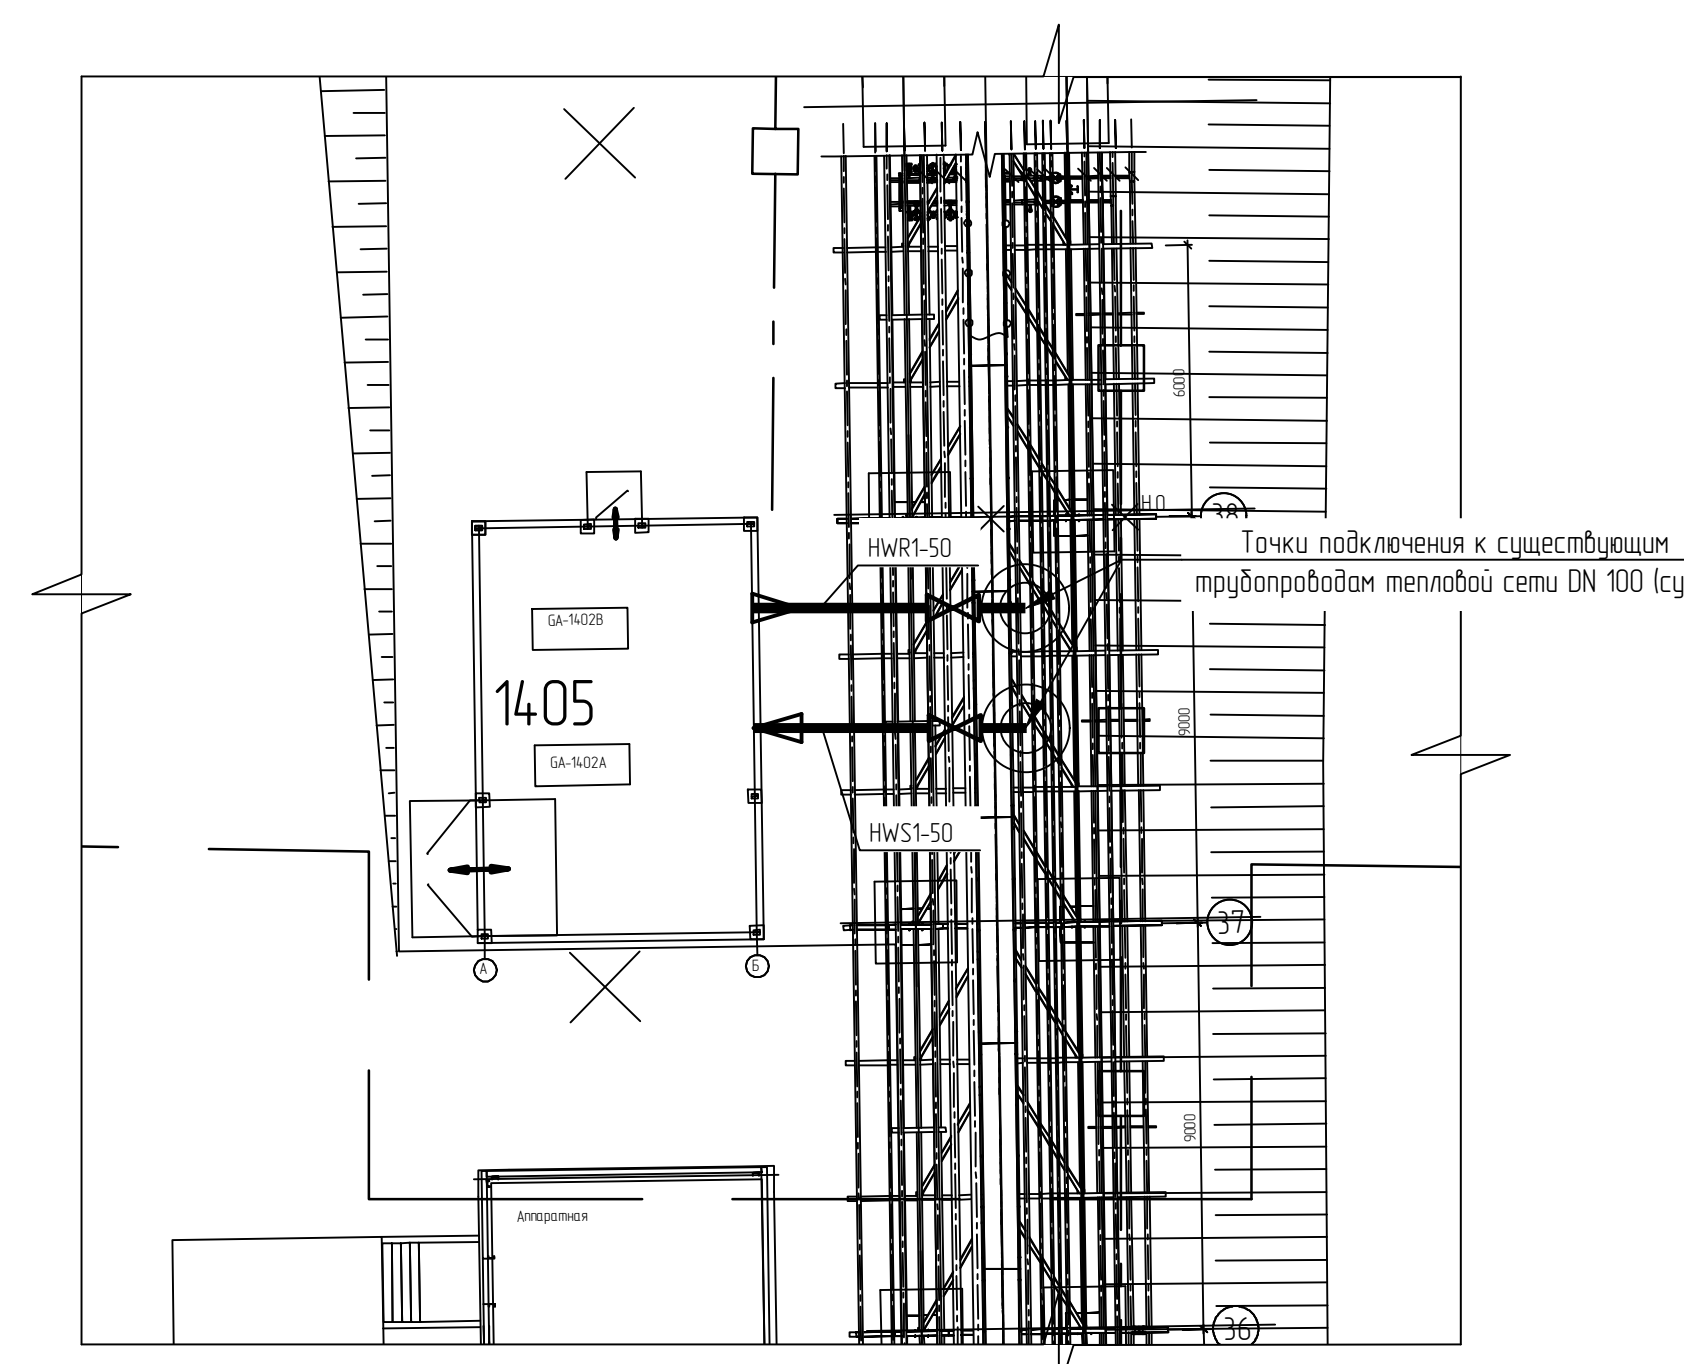 6000
Н.О
38
HWR1-50
Точки подключения к существующим
трубопроводам тепловой сети DN 100 (су
GA-1402B
1405
9000
GA-1402A
HWS1-50
37
А
Б
9000
Аппаратная
36